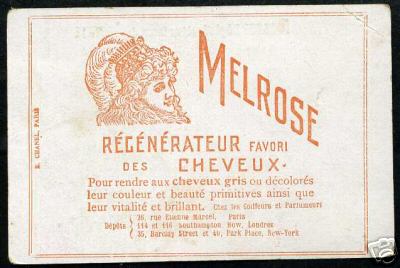 MELROSE
RÉGÉNÉRATEUR FAVORI
DES CHEVEUX.
Pour rendre aux cheveux gris ou décolorés
leur couleur et beauté primitives ainsi que
leur vitalité et brillant. Chez les Coiffeurs et Parfumeurs
26, rue Etienne Marcel, Paris
Dépôts 114 et 116 Southampton Row, Londres
35, Barclay Street et 40, Park Place, New-York
E. CHANEL, PARIS